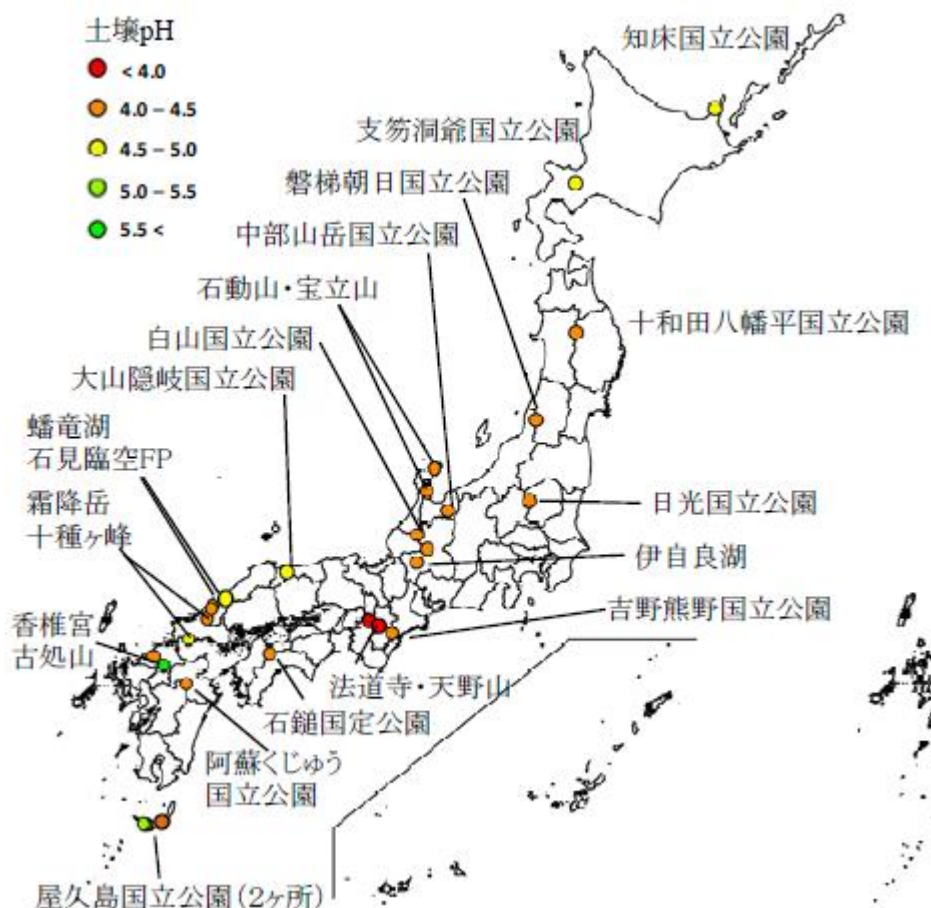 土壌pH
< 4.0
4.0 – 4.5
4.5 – 5.0
5.0 – 5.5
5.5 <
知床国立公園
支笏洞爺国立公園
磐梯朝日国立公園
中部山岳国立公園
石動山・宝立山
白山国立公園
大山隠岐国立公園
十和田八幡平国立公園
蟠竜湖
石見臨空FP
霜降岳
十種ヶ峰
日光国立公園
伊自良湖
吉野熊野国立公園
香椎宮
古処山
法道寺・天野山
石鎚国定公園
阿蘇くじゅう
国立公園
屋久島国立公園(2ヶ所)